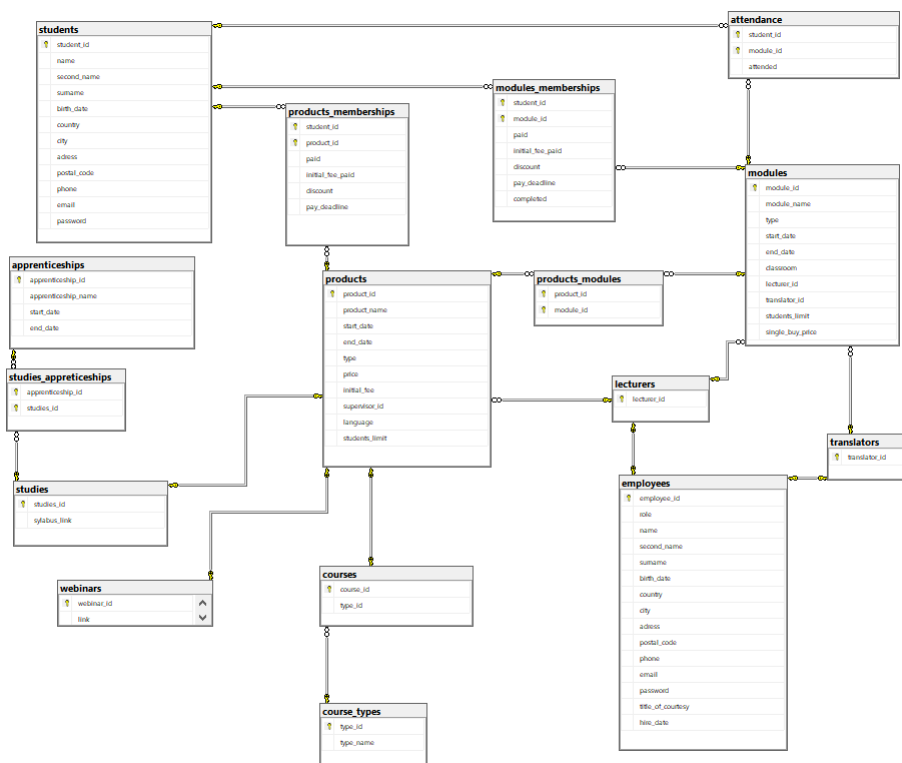 students
student_id
name
second_name
surname
birth_date
country
city
adress
postal_code
phone
email
password
attendance
student_id
module_id
attended
modules_memberships
student_id
module_id
paid
initial_fee_paid
discount
pay_deadline
completed
products_memberships
student_id
product_id
paid
initial_fee_paid
discount
pay_deadline
modules
module_id
module_name
type
start_date
end_date
classroom
lecturer_id
translator_id
students_limit
single_buy_price
apprenticeships
apprenticeship_id
apprenticeship_name
start_date
end_date
products
product_id
product_name
start_date
end_date
type
price
initial_fee
supervisor_id
language
students_limit
products_modules
product_id
module_id
studies_appreticeships
apprenticeship_id
studies_id
lecturers
lecturer_id
translators
translator_id
studies
studies_id
sylabus_link
employees
employee_id
role
name
second_name
surname
birth_date
country
city
adress
postal_code
phone
email
password
title_of_courtesy
hire_date
webinars
webinar_id
link
courses
course_id
type_id
course_types
type_id
type_name